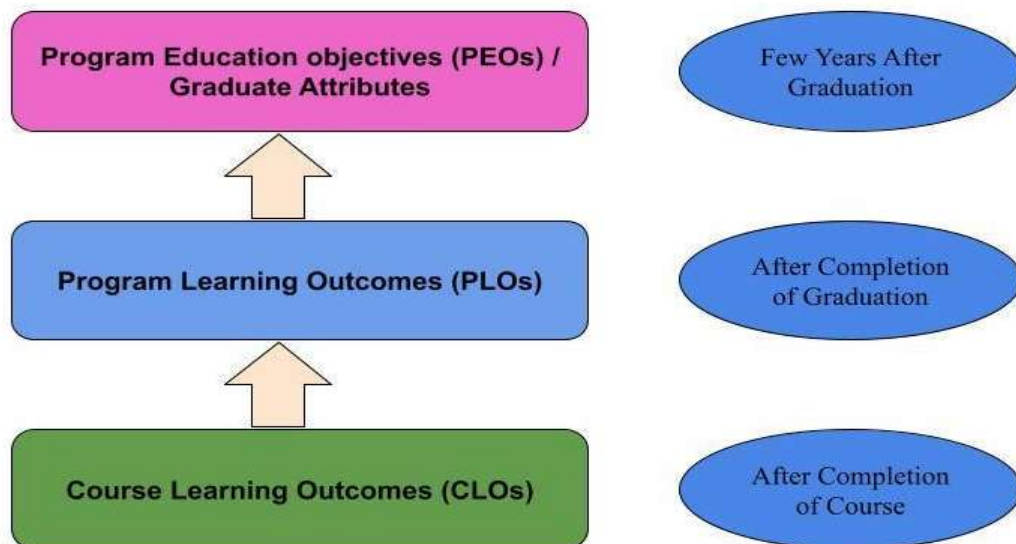 Program Education objectives (PEOs) /
Graduate Attributes
Few Years After
Graduation
Program Learning Outcomes (PLOs)
After Completion
of Graduation
Course Learning Outcomes (CLOs)
After Completion
of Course